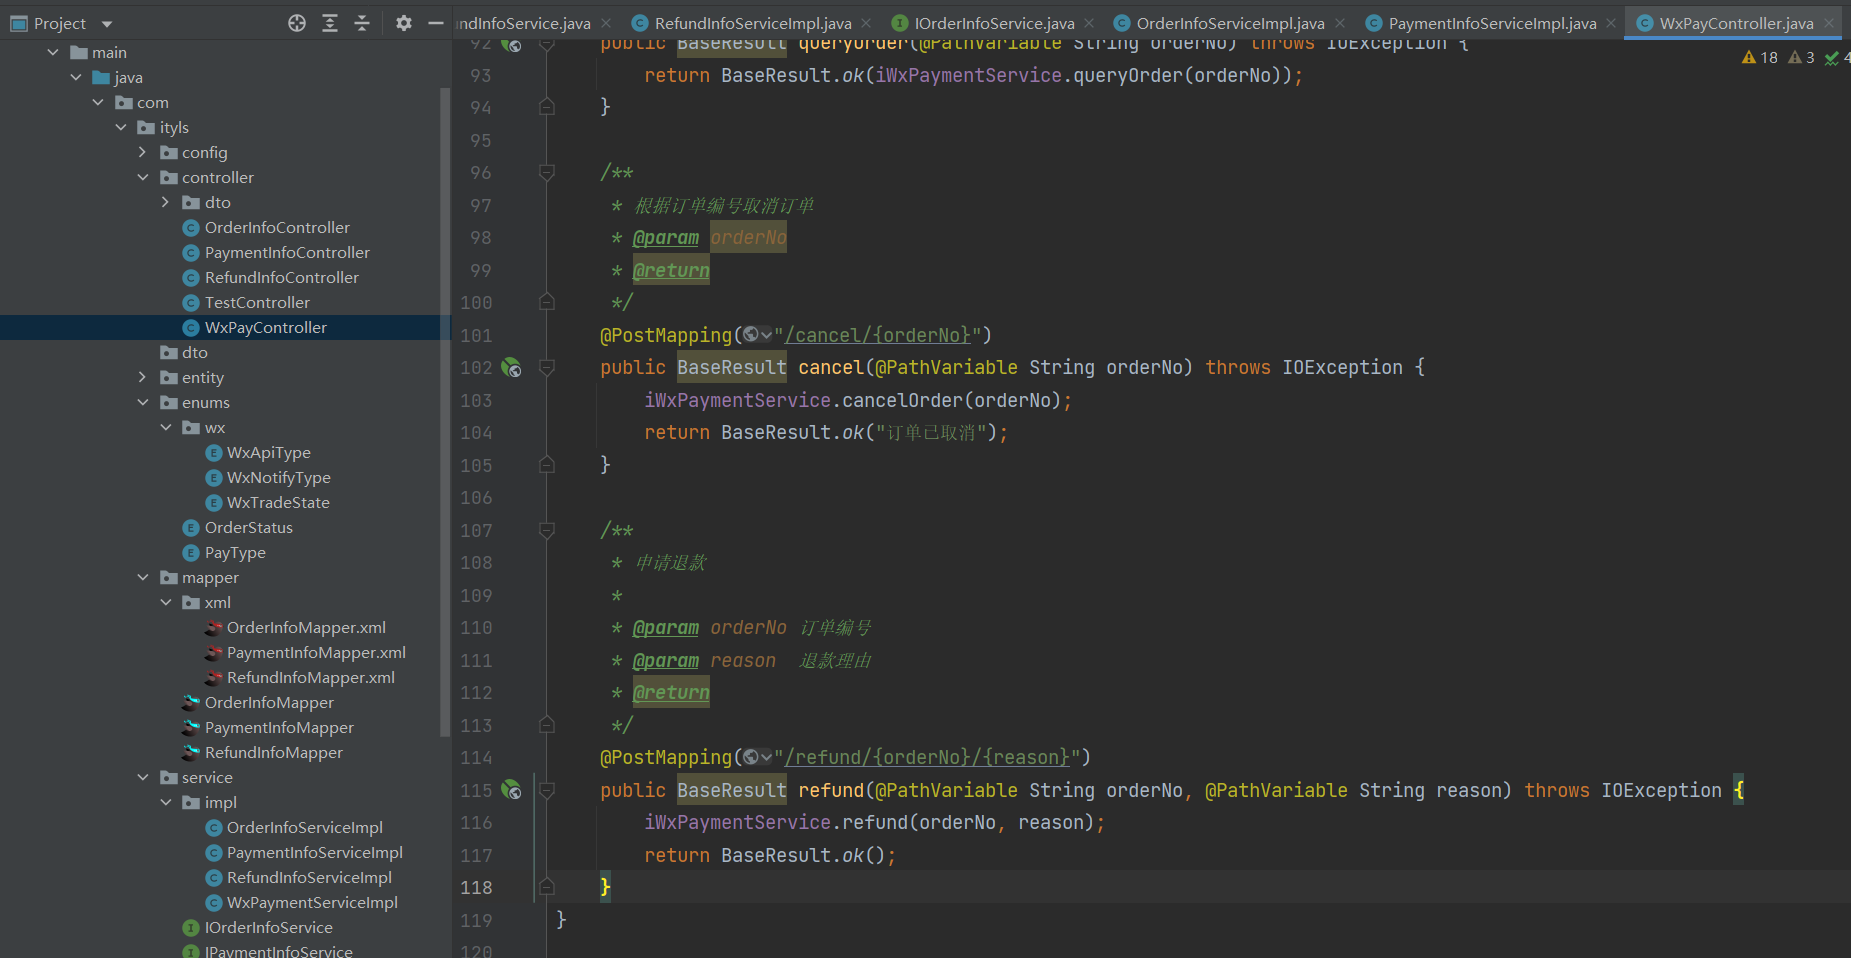 Project
ndInfoService.java
RefundInfoServiceImpl.java
IOrderInfoService.java
OrderInfoServiceImpl.java
PaymentInfoServiceImpl.java
WxPayController.java
18
3
4
main
java
com
ityls
config
controller
dto
OrderInfoController
PaymentInfoController
RefundInfoController
TestController
WxPayController
dto
entity
enums
wx
WxApiType
WxNotifyType
WxTradeState
OrderStatus
PayType
mapper
xml
OrderInfoMapper.xml
PaymentInfoMapper.xml
RefundInfoMapper.xml
OrderInfoMapper
PaymentInfoMapper
RefundInfoMapper
service
impl
OrderInfoServiceImpl
PaymentInfoServiceImpl
RefundInfoServiceImpl
WxPaymentServiceImpl
IOrderInfoService
IPaymentInfoService
92 public BaseResult queryOrder(@PathVariable String orderNo) throws IOException {
93 return BaseResult.ok(iWxPaymentService.queryOrder(orderNo));
94 }
95
96 /**
97 * 根据订单编号取消订单
98 * @param orderNo
99 * @return
100 */
101 @PostMapping("/cancel/{orderNo}")
102 public BaseResult cancel(@PathVariable String orderNo) throws IOException {
103 iWxPaymentService.cancelOrder(orderNo);
104 return BaseResult.ok("订单已取消");
105 }
106
107 /**
108 * 申请退款
109 *
110 * @param orderNo 订单编号
111 * @param reason 退款理由
112 * @return
113 */
114 @PostMapping("/refund/{orderNo}/{reason}")
115 public BaseResult refund(@PathVariable String orderNo, @PathVariable String reason) throws IOException {
116 iWxPaymentService.refund(orderNo, reason);
117 return BaseResult.ok();
118 }
119 }
120